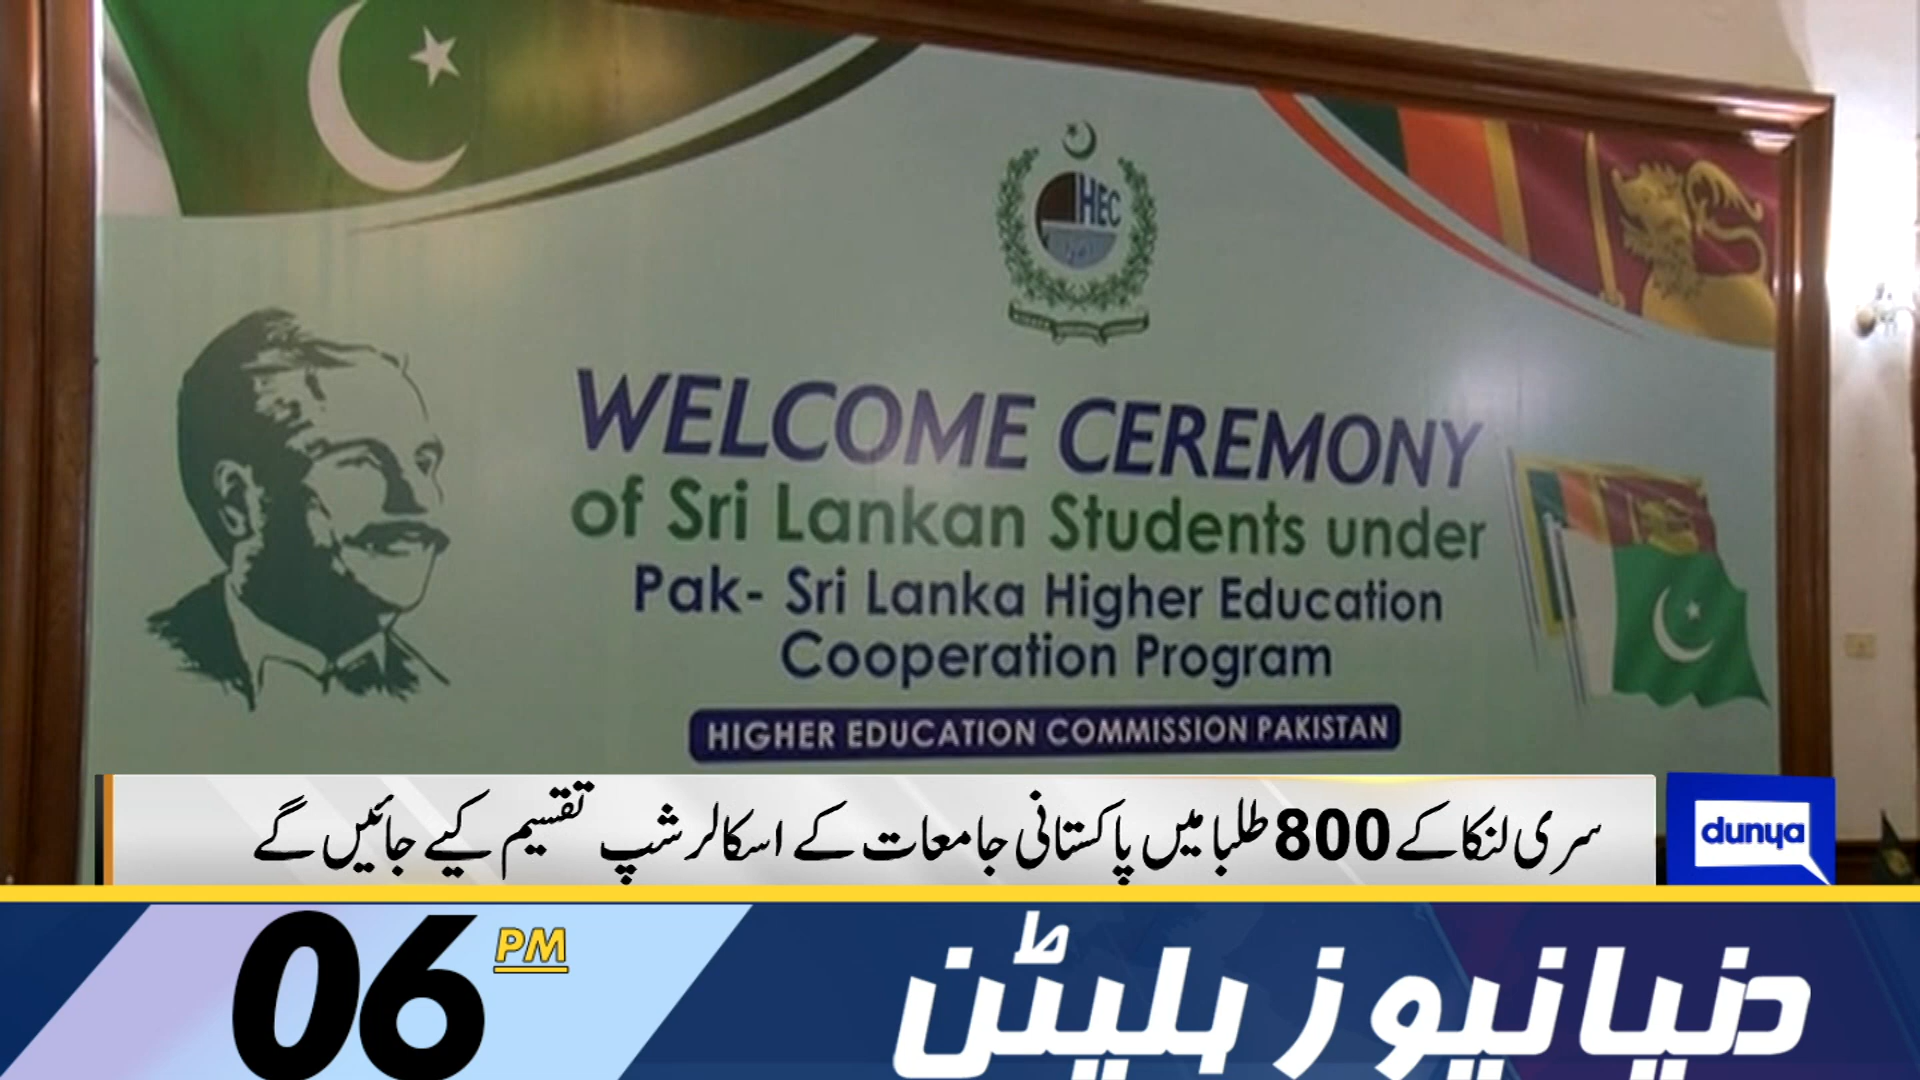 HEC
WELCOME CEREMONY
of Sri Lankan Students under
Pak- Sri Lanka Higher Education
Cooperation Program
HIGHER EDUCATION COMMISSION PAKISTAN
سری لنکا کے 800 طلبا میں پاکستانی جامعات کے اسکالر شپ تقسیم کیے جائیں گے
dunya
06 PM
دنیا نیوز بلیٹن